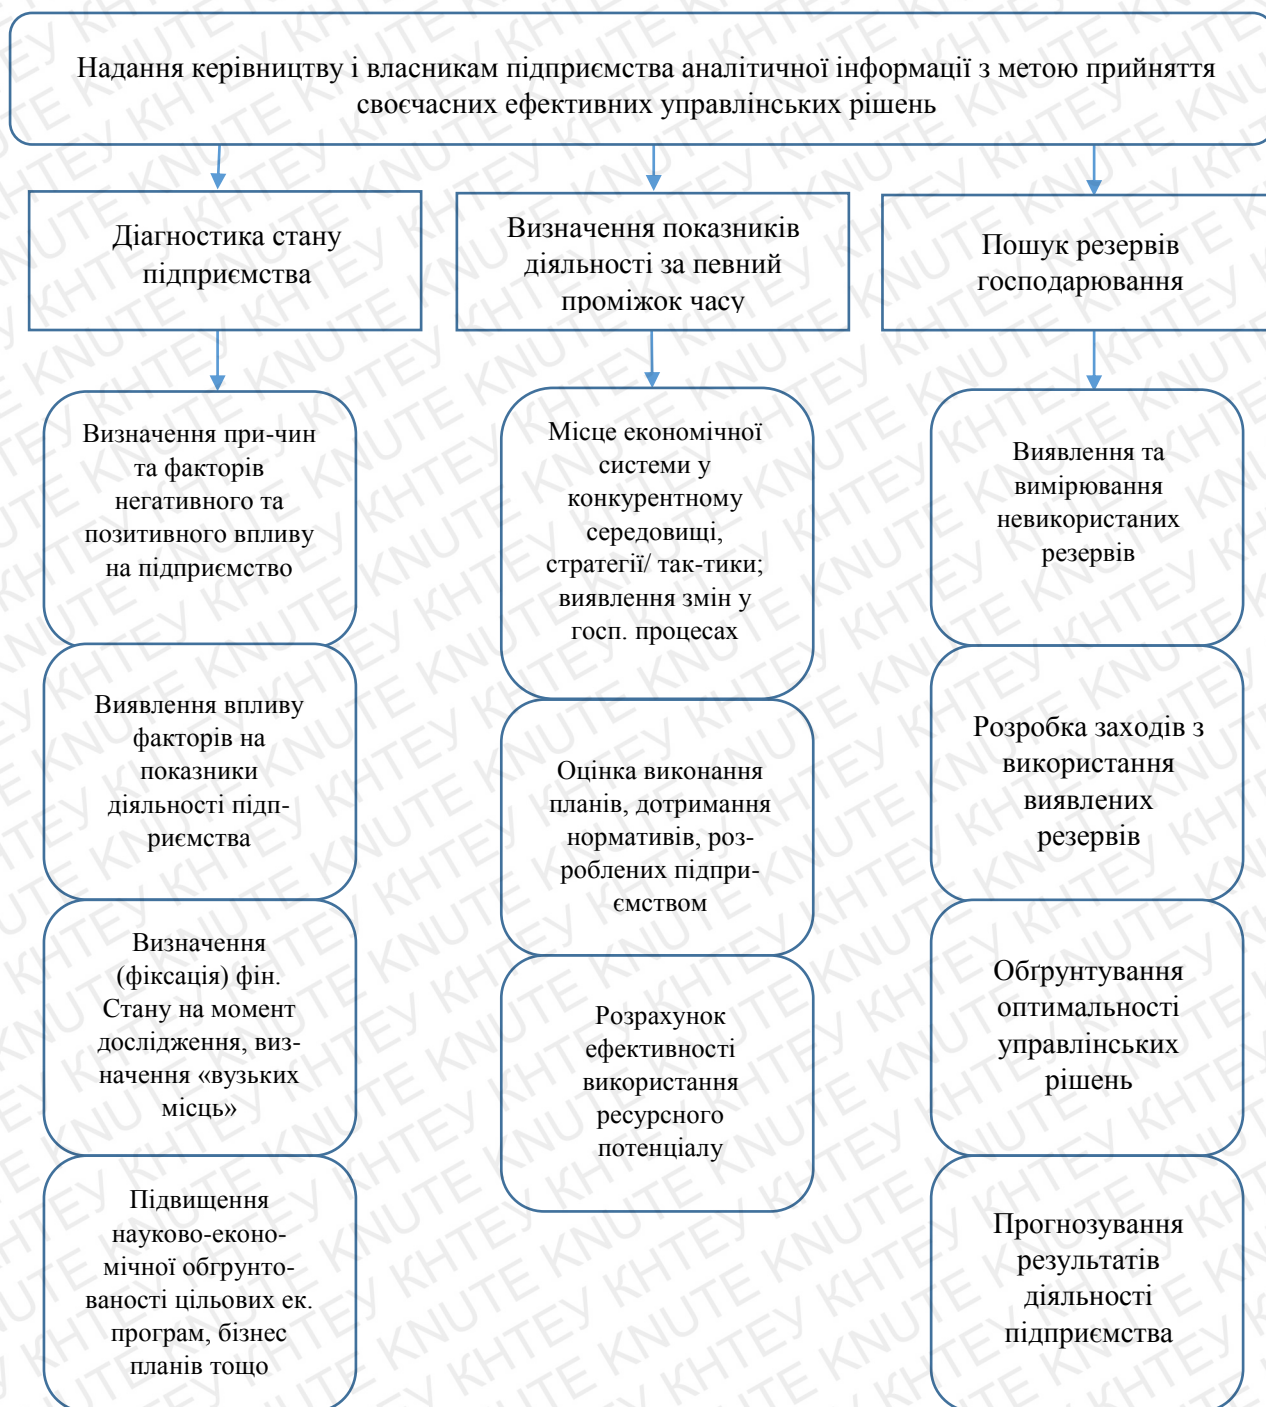 Надання керівництву і власникам підприємства аналітичної інформації з метою прийняття
своєчасних ефективних управлінських рішень
Діагностика стану
підприємства
Визначення показників
діяльності за певний
проміжок часу
Пошук резервів
господарювання
Визначення при-чин
та факторів
негативного та
позитивного впливу
на підприємство
Виявлення впливу
факторів на
показники
діяльності підп-
риємства
Визначення
(фіксація) фін.
Стану на момент
дослідження, виз-
начення «вузьких
місць»
Підвищення
науково-еконо-
мічної обгрунто-
ваності цільових ек.
програм, бізнес
планів тощо
Місце економічної
системи у
конкурентному
середовищі,
стратегії/ так-тики;
виявлення змін у
госп. процесах
Оцінка виконання
планів, дотримання
нормативів, роз-
роблених підпри-
ємством
Розрахунок
ефективності
використання
ресурсного
потенціалу
Виявлення та
вимірювання
невикористаних
резервів
Розробка заходів з
використання
виявлених
резервів
Обґрунтування
оптимальності
управлінських
рішень
Прогнозування
результатів
діяльності
підприємства